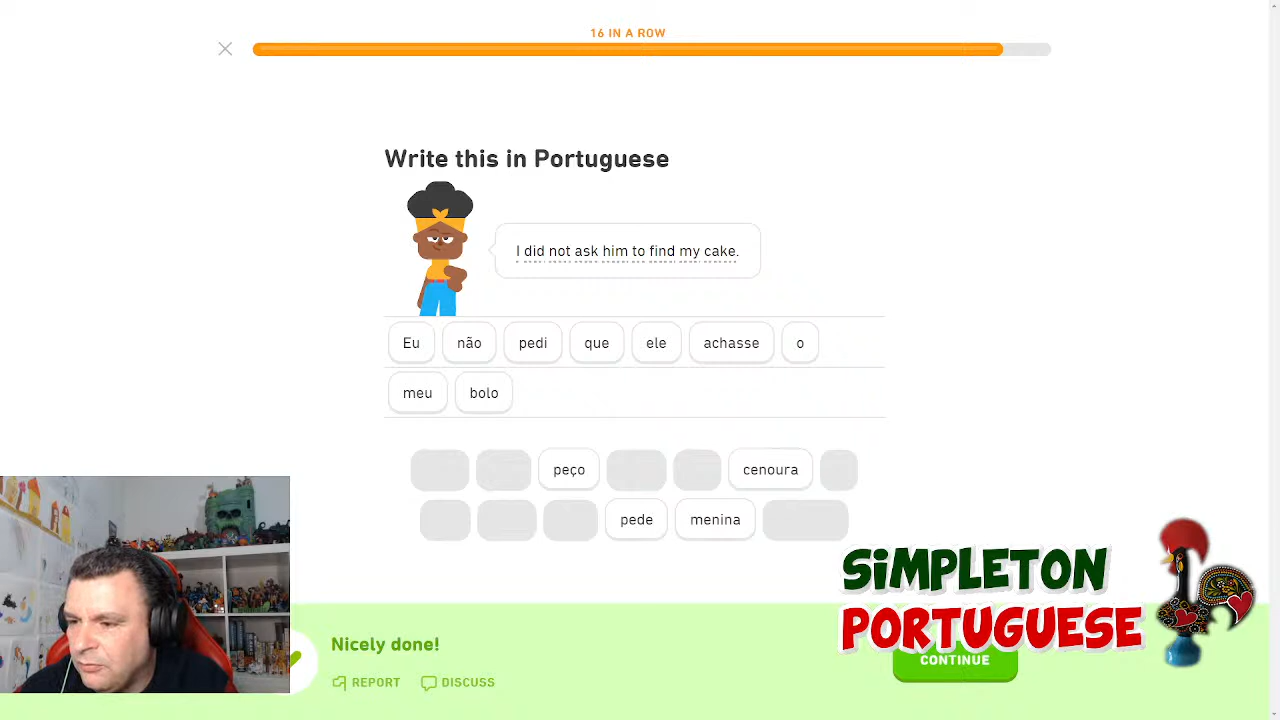 16 IN A ROW
Write this in Portuguese
I did not ask him to find my cake.
Eu não pedi que ele achasse o
meu bolo
peço cenoura
pede menina
SiMPLETON
PORTUGUESE
Nicely done!
CONTINUE
REPORT DISCUSS